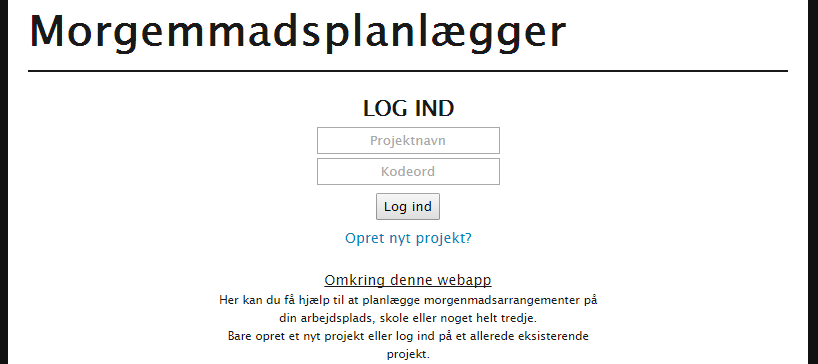 Morgemmadsplanlægger
LOG IND
Projektnavn
Kodeord
Log ind
Opret nyt projekt?
Omkring denne webapp
Her kan du få hjælp til at planlægge morgenmadsarrangementer på
din arbejdsplads, skole eller noget helt tredje.
Bare opret et nyt projekt eller log ind på et allerede eksisterende
projekt.